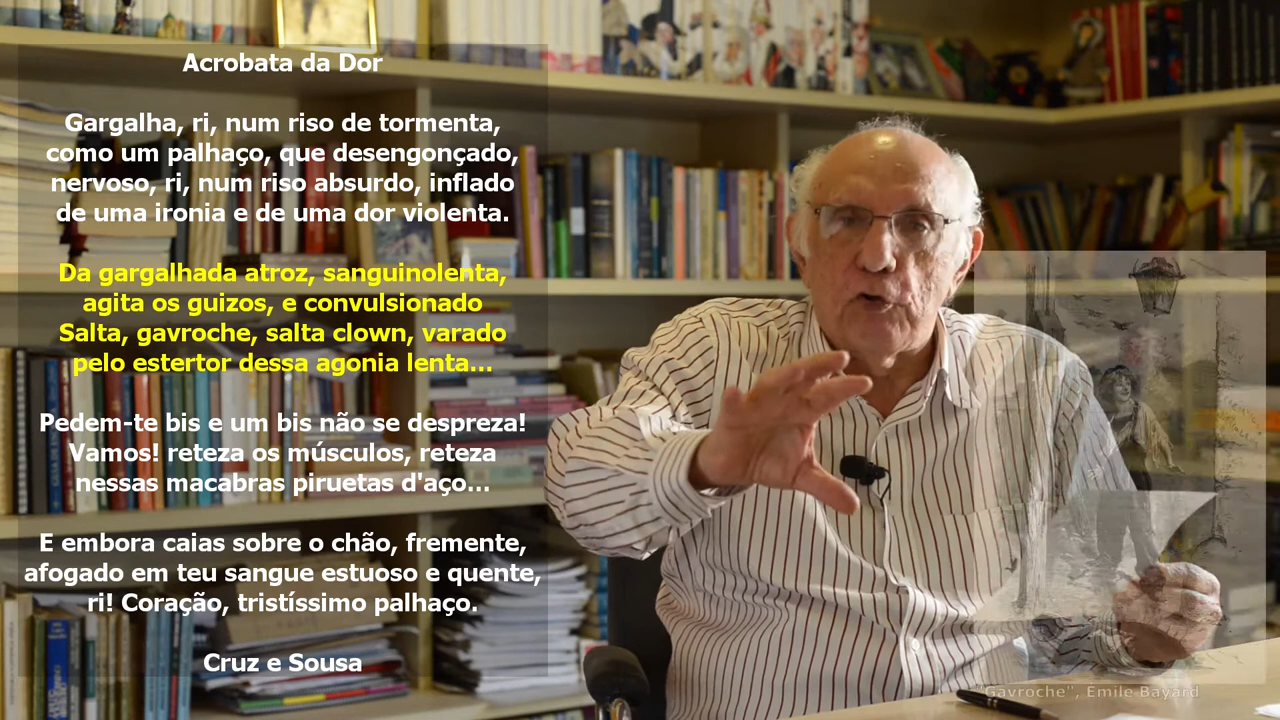 Acrobata da Dor
Gargalha, ri, num riso de tormenta,
como um palhaço, que desengonçado,
nervoso, ri, num riso absurdo, inflado
de uma ironia e de uma dor violenta.
Da gargalhada atroz, sanguinolenta,
agita os guizos, e convulsionado
Salta, gavroche, salta clown, varado
pelo estertor dessa agonia lenta...
Pedem-te bis e um bis não se despreza!
Vamos! reteza os músculos, reteza
nessas macabras piruetas d'aço...
E embora caias sobre o chão, fremente,
afogado em teu sangue estuoso e quente,
ri! Coração, tristíssimo palhaço.
Cruz e Sousa
"Gavroche", Emile Bayard